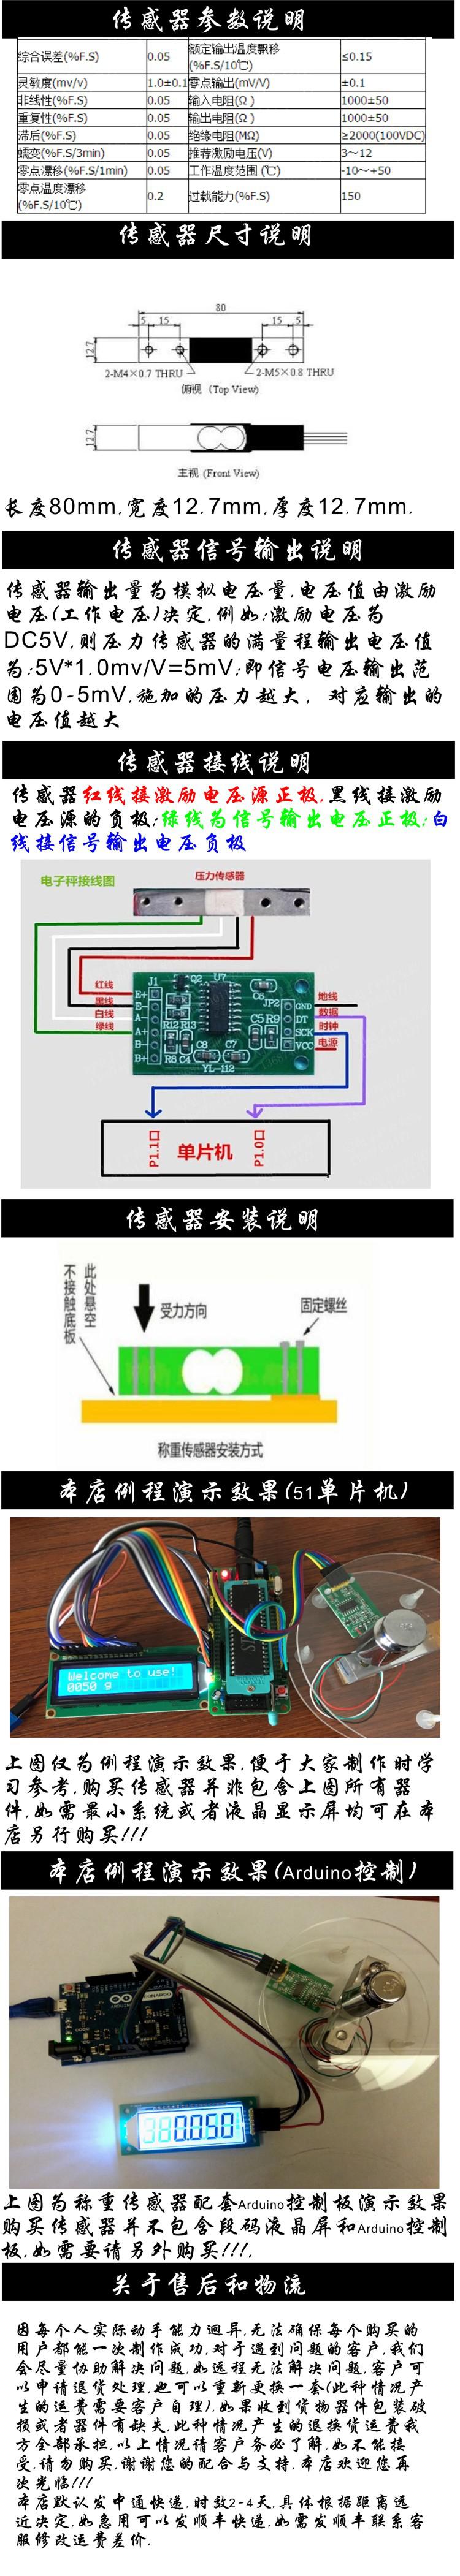 传感器参数说明
综合误差(%F.S) 0.05 额定输出温度飘移(%F.S/10℃) ≤0.15
灵敏度(mv/v) 1.0±0.1 零点输出(mV/V) ±0.1
非线性(%F.S) 0.05 输入电阻(Ω) 1000±50
重复性(%F.S) 0.05 输出电阻(Ω) 1000±50
滞后(%F.S) 0.05 绝缘电阻(MΩ) ≥2000(100VDC)
蠕变(%F.S/3min) 0.05 推荐激励电压(V) 3～12
零点漂移(%F.S/1min) 0.05 工作温度范围(℃) -10～+50
零点温度漂移(%F.S/10℃) 0.2 过载能力(%F.S) 150
传感器尺寸说明
80
5 15 15 5
12.7
2-M4×0.7 THRU 2-M5×0.8 THRU
俯视 (Top View)
12.7
主视 (Front View)
长度80mm,宽度12.7mm,厚度12.7mm.
传感器信号输出说明
传感器输出量为模拟电压量,电压值由激励
电压(工作电压)决定,例如:激励电压为
DC5V,则压力传感器的满量程输出电压值
为:5V*1.0mv/V=5mV;即信号电压输出范
围为0-5mV,施加的压力越大，对应输出的
电压值越大
传感器接线说明
传感器红线接激励电压源正极,黑线接激励
电压源的负极;绿线为信号输出电压正极;白
线接信号输出电压负极
电子秤接线图 压力传感器
红线 E+ J1 Q2 U7 C6 JP2 GND 地线
黑线 E- DT 数据
白线 A- R12 R13 C5 R9 SCK 时钟
绿线 A+ VCC 电源
B- C8 C7
B+ R8 C4 YL-112
P1.1口 单片机 P1.0口
传感器安装说明
此处悬空
不接触底板
受力方向
固定螺丝
称重传感器安装方式
本店例程演示效果(51单片机)
Welcome to use!
0050 g
上图仅为例程演示效果,便于大家制作时学
习参考,购买传感器并非包含上图所有器
件,如需最小系统或者液晶显示屏均可在本
店另行购买!!!
本店例程演示效果(Arduino控制)
0.050
上图为称重传感器配套Arduino控制板演示效果
购买传感器并不包含段码液晶屏和Arduino控制
板,如需要请另外购买!!!.
关于售后和物流
因每个人实际动手能力迥异,无法确保每个购买的
用户都能一次制作成功,对于遇到问题的客户,我们
会尽量协助解决问题,如远程无法解决问题,客户可
以申请退货处理,也可以重新更换一套(此种情况产
生的运费需要客户自理),如果收到货物器件包装破
损或者器件有缺失,此种情况产生的退换货运费我
方全部承担,以上情况请客户务必了解,如不能接
受,请勿购买,谢谢您的配合与支持,本店欢迎您再
次光临!!!
本店默认发中通快递,时效2-4天,具体根据距离远
近决定,如急用可以发顺丰快递,如需发顺丰联系客
服修改运费差价.